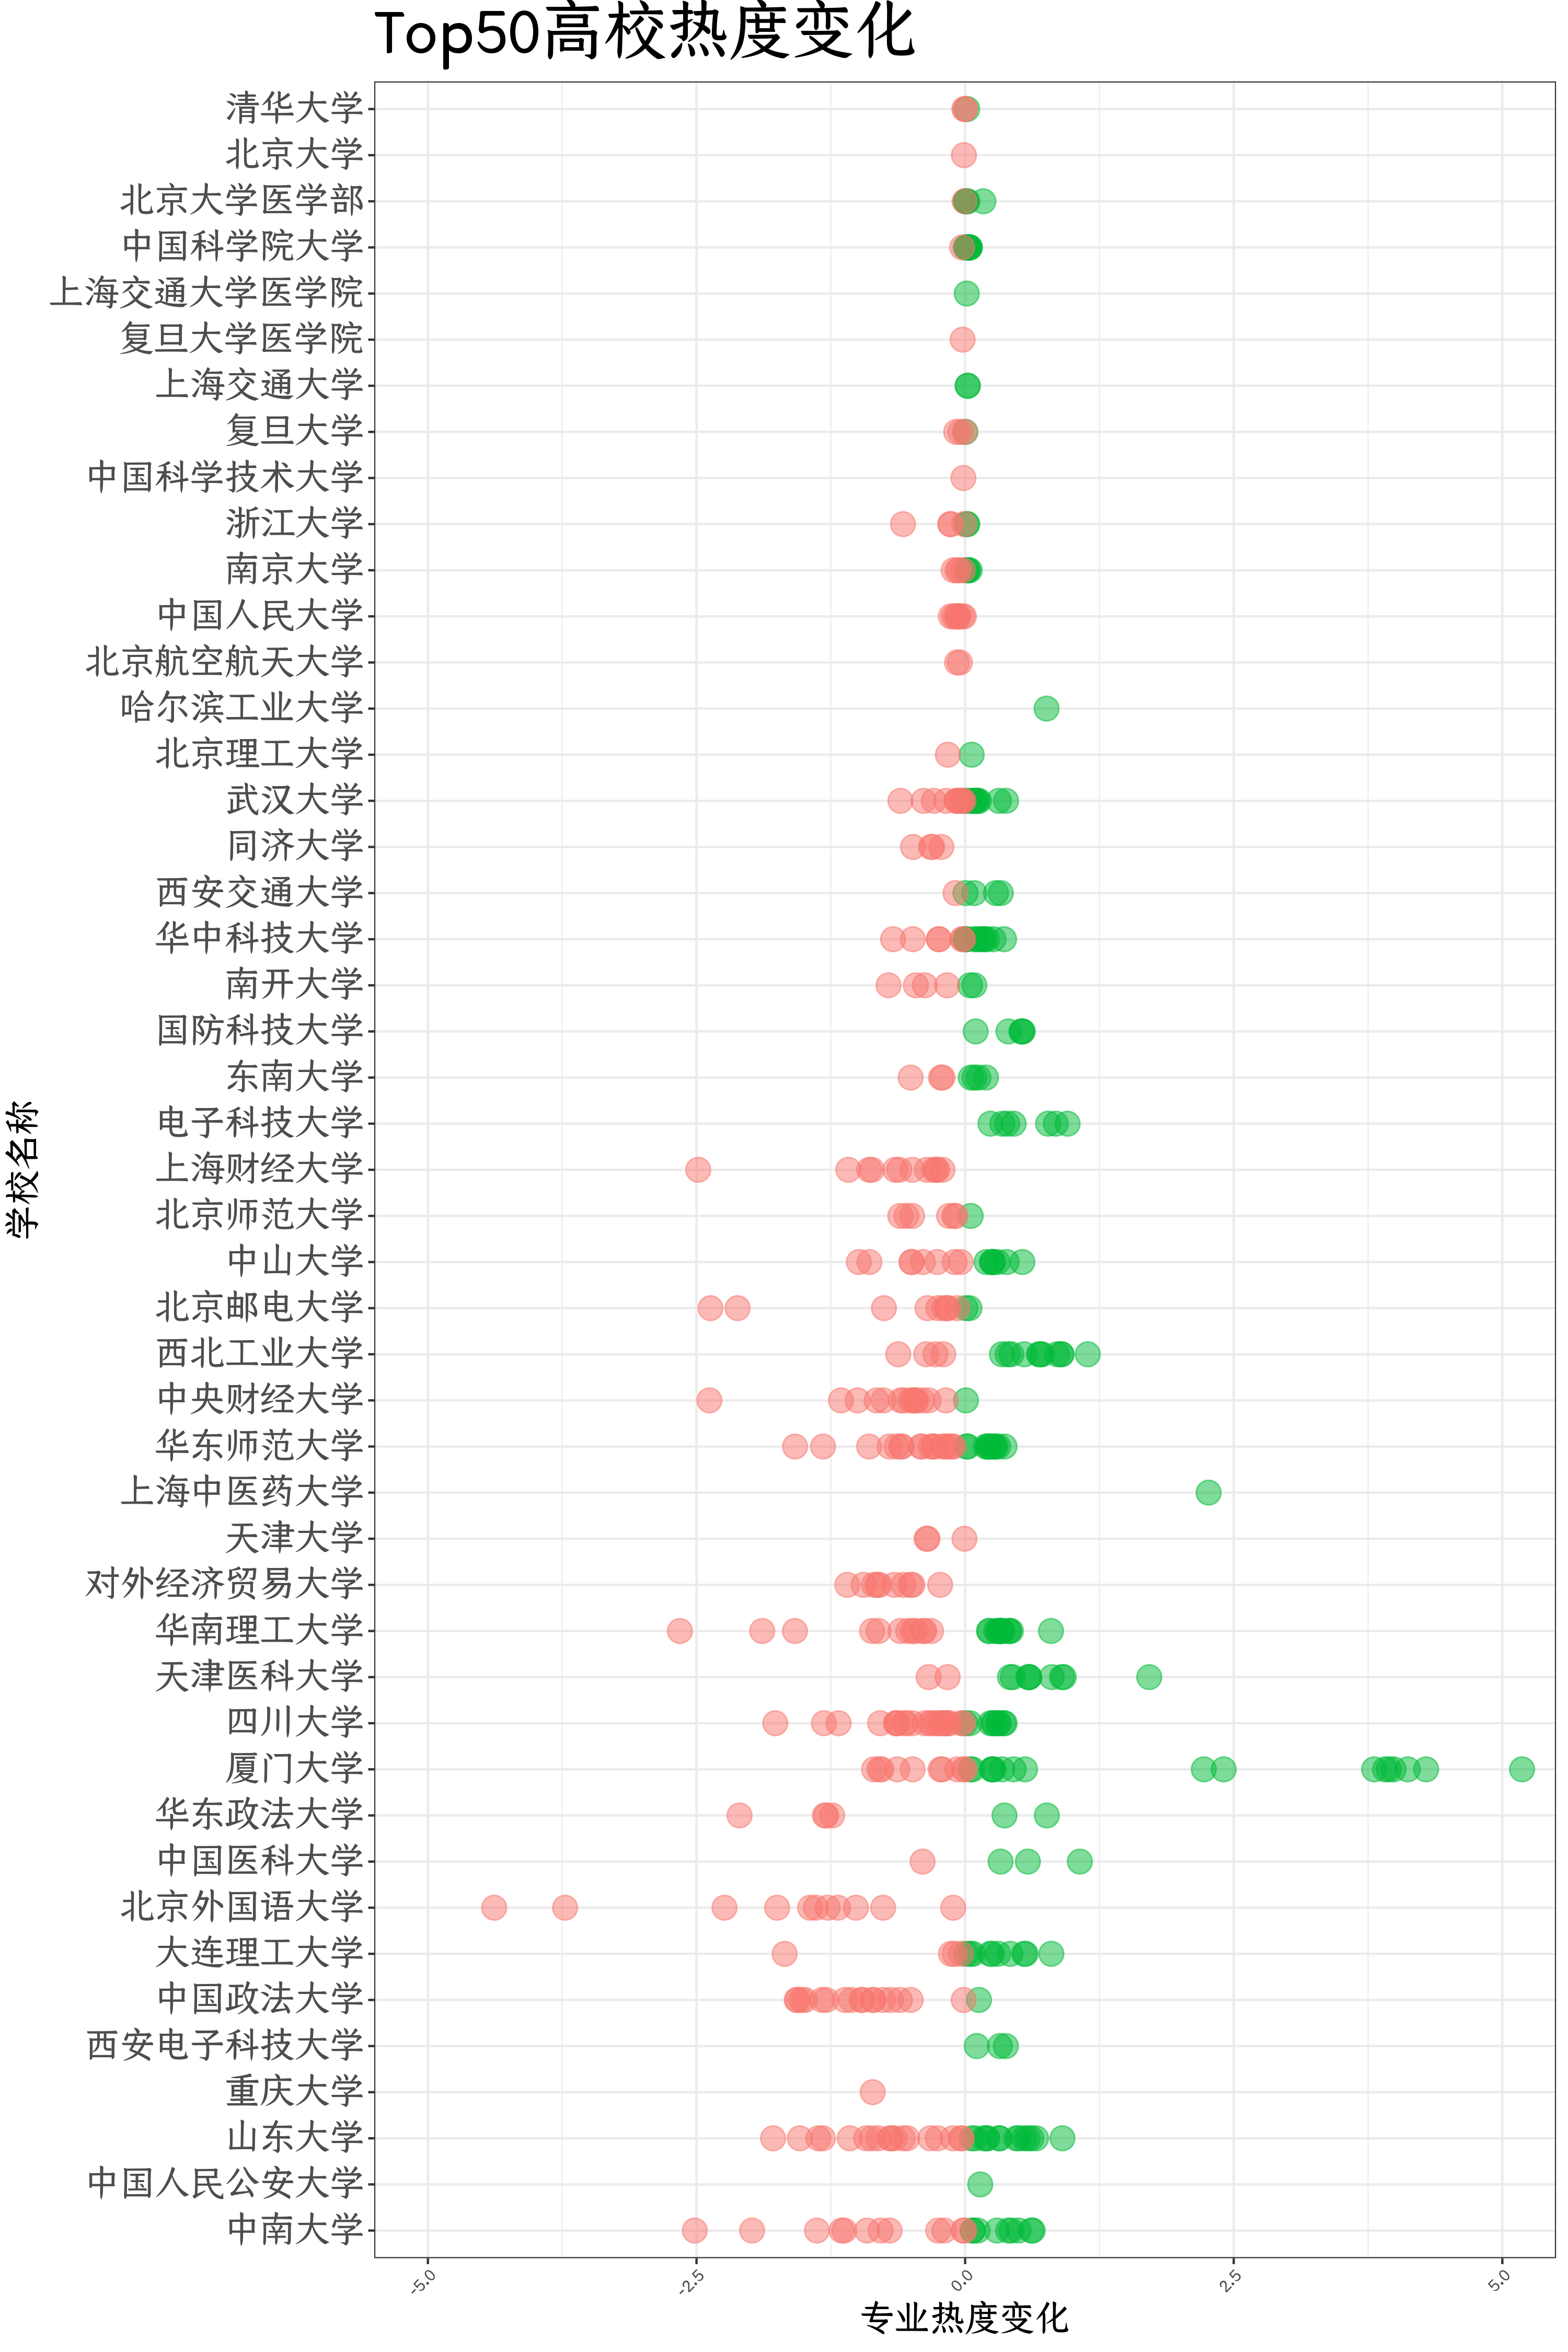 Top50高校热度变化
清华大学
北京大学
北京大学医学部
中国科学院大学
上海交通大学医学院
复旦大学医学院
上海交通大学
复旦大学
中国科学技术大学
浙江大学
南京大学
中国人民大学
北京航空航天大学
哈尔滨工业大学
北京理工大学
武汉大学
同济大学
西安交通大学
华中科技大学
南开大学
国防科技大学
东南大学
电子科技大学
上海财经大学
北京师范大学
中山大学
北京邮电大学
西北工业大学
中央财经大学
华东师范大学
上海中医药大学
天津大学
对外经济贸易大学
华南理工大学
天津医科大学
四川大学
厦门大学
华东政法大学
中国医科大学
北京外国语大学
大连理工大学
中国政法大学
西安电子科技大学
重庆大学
山东大学
中国人民公安大学
中南大学
学校名称
-5.0
-2.5
0.0
2.5
5.0
专业热度变化